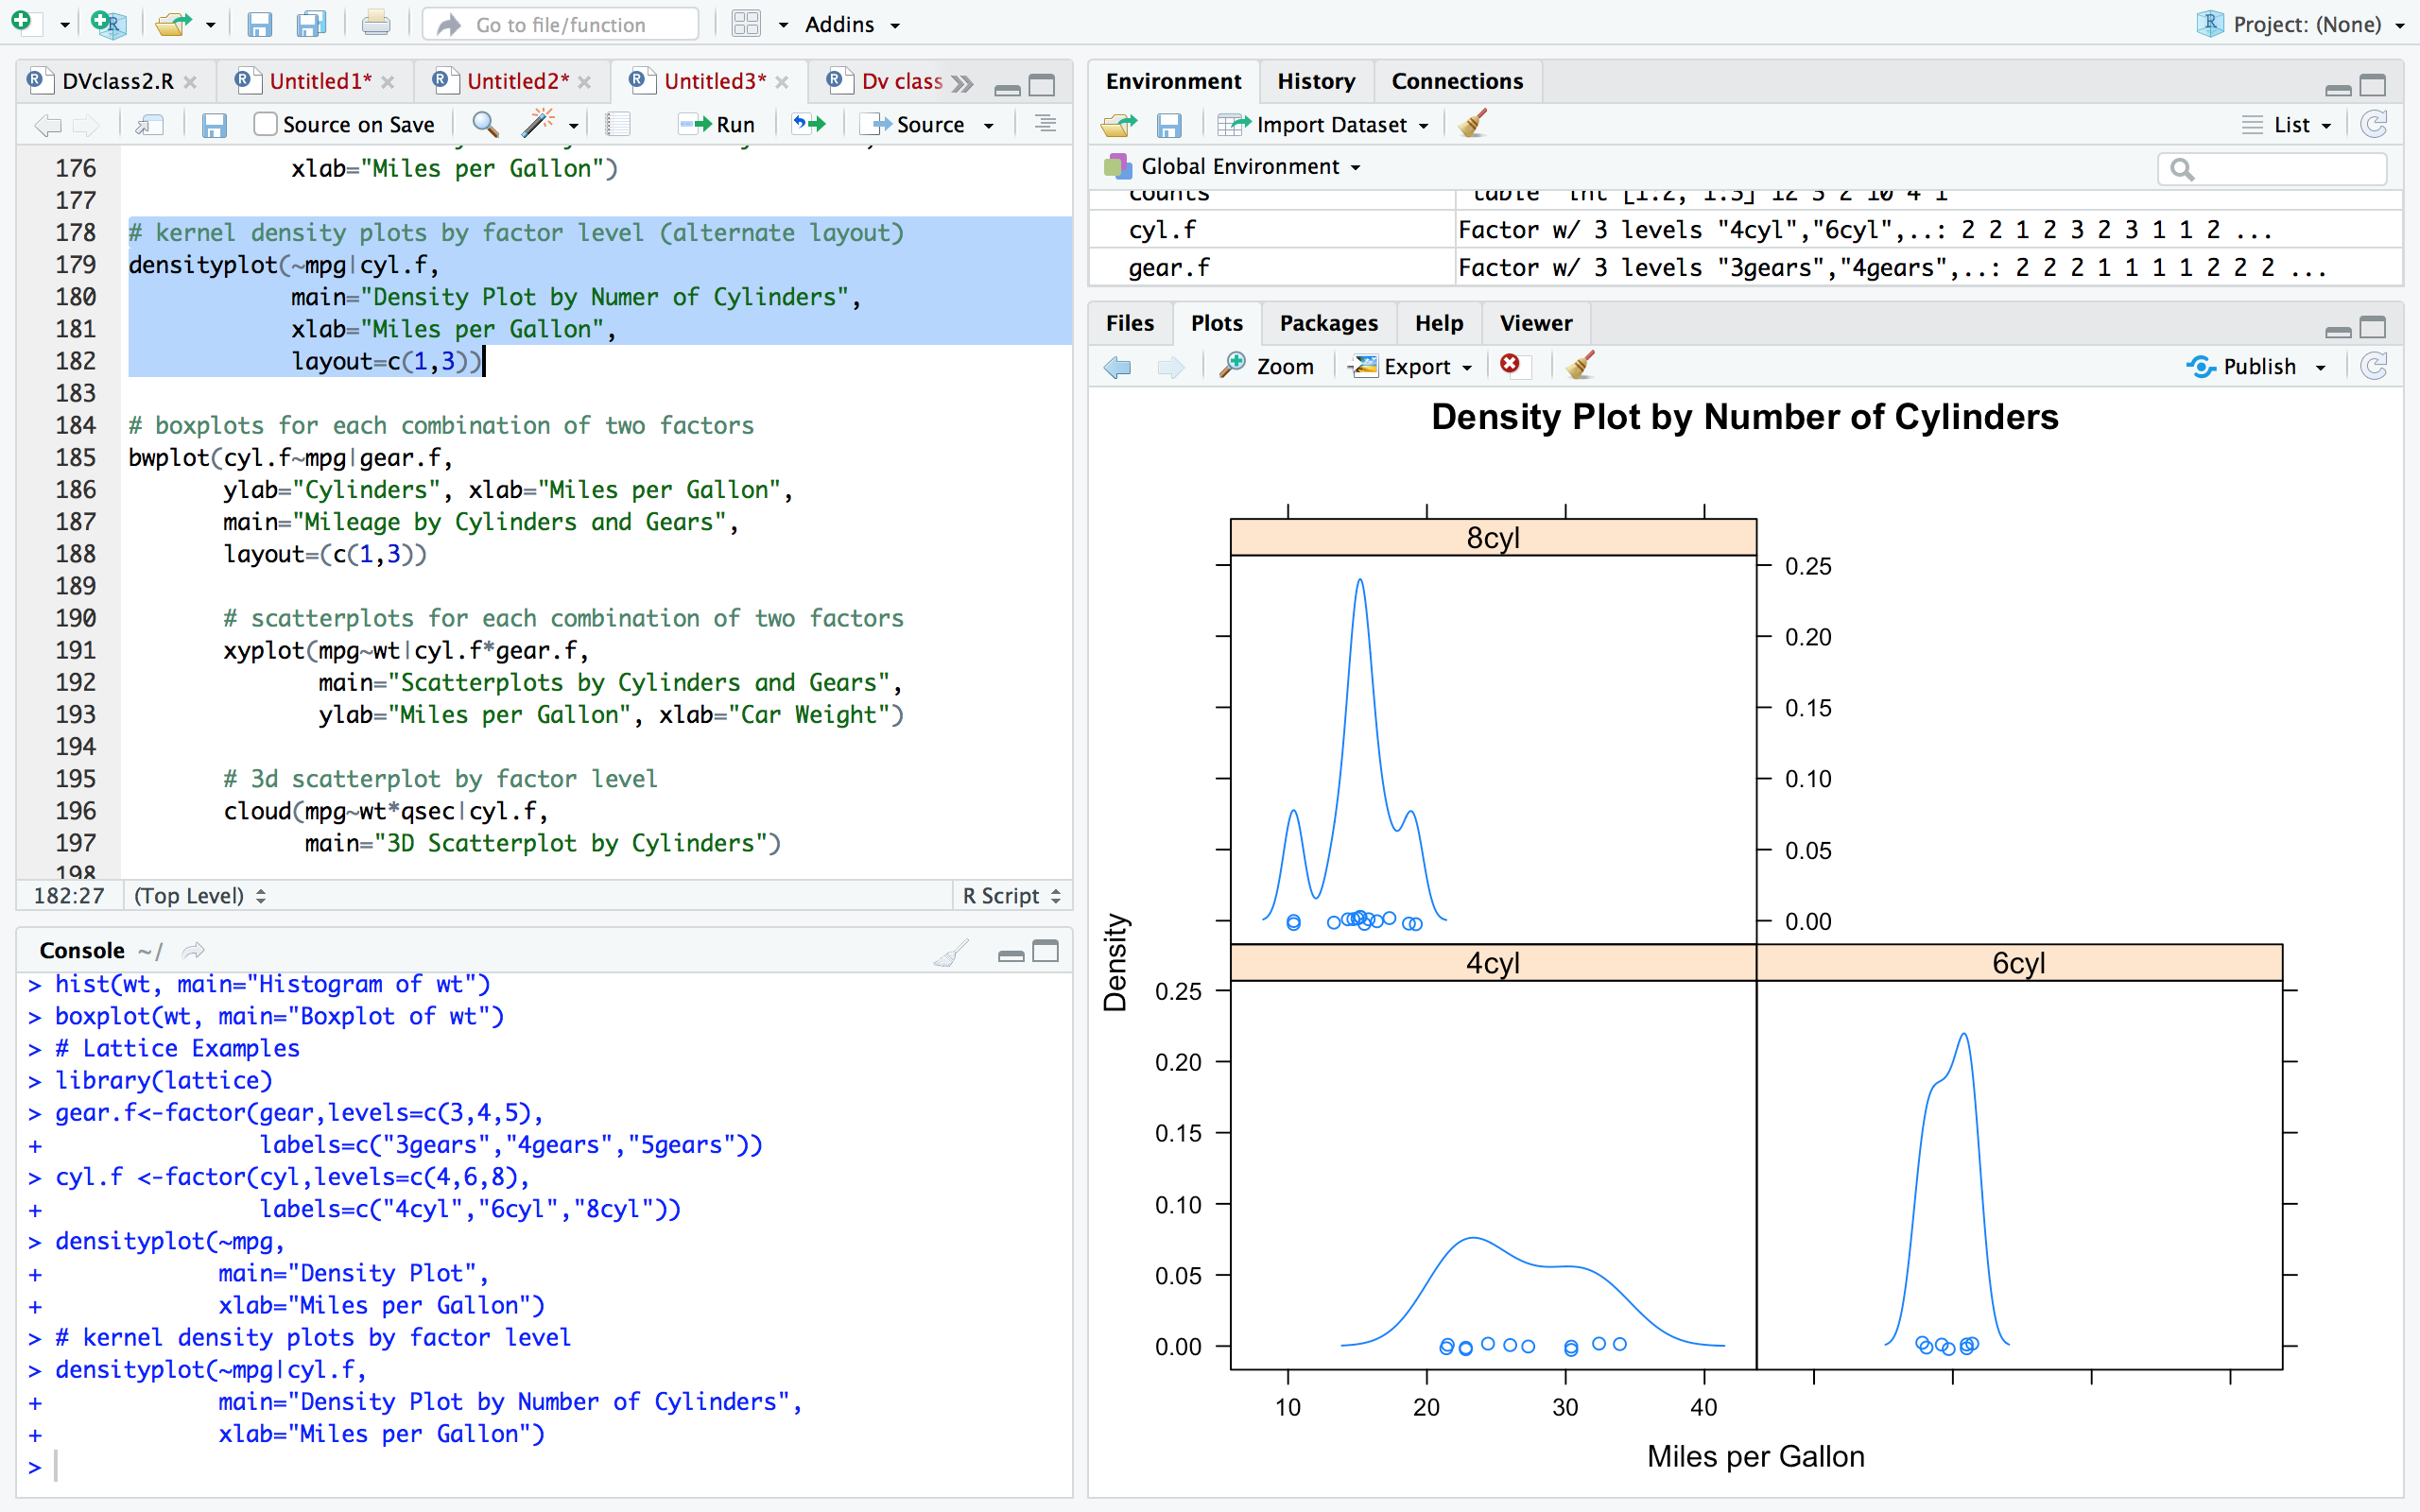 Go to file/function
Addins
Project: (None)
DVclass2.R
Untitled1*
Untitled2*
Untitled3*
Dv class
Source on Save
Run
Source
176 xlab="Miles per Gallon")
177
178 # kernel density plots by factor level (alternate layout)
179 densityplot(~mpg|cyl.f,
180 main="Density Plot by Numer of Cylinders",
181 xlab="Miles per Gallon",
182 layout=c(1,3))
183
184 # boxplots for each combination of two factors
185 bwplot(cyl.f~mpg|gear.f,
186 ylab="Cylinders", xlab="Miles per Gallon",
187 main="Mileage by Cylinders and Gears",
188 layout=(c(1,3))
189
190 # scatterplots for each combination of two factors
191 xyplot(mpg~wt|cyl.f*gear.f,
192 main="Scatterplots by Cylinders and Gears",
193 ylab="Miles per Gallon", xlab="Car Weight")
194
195 # 3d scatterplot by factor level
196 cloud(mpg~wt*qsec|cyl.f,
197 main="3D Scatterplot by Cylinders")
198
182:27 (Top Level) R Script
Console ~/
> hist(wt, main="Histogram of wt")
> boxplot(wt, main="Boxplot of wt")
> # Lattice Examples
> library(lattice)
> gear.f<-factor(gear,levels=c(3,4,5),
+ labels=c("3gears","4gears","5gears"))
> cyl.f <-factor(cyl,levels=c(4,6,8),
+ labels=c("4cyl","6cyl","8cyl"))
> densityplot(~mpg,
+ main="Density Plot",
+ xlab="Miles per Gallon")
> # kernel density plots by factor level
> densityplot(~mpg|cyl.f,
+ main="Density Plot by Number of Cylinders",
+ xlab="Miles per Gallon")
>
Environment History Connections
Import Dataset
List
Global Environment
counts 'table' int [1:2, 1:3] 12 3 2 10 4 1
cyl.f Factor w/ 3 levels "4cyl","6cyl",..: 2 2 1 2 3 2 3 1 1 2 ...
gear.f Factor w/ 3 levels "3gears","4gears",..: 2 2 2 1 1 1 1 2 2 2 ...
Files Plots Packages Help Viewer
Zoom Export Publish
Density Plot by Number of Cylinders
8cyl
0.25
0.20
0.15
0.10
0.05
0.00
Density
4cyl
6cyl
0.25
0.20
0.15
0.10
0.05
0.00
10 20 30 40
Miles per Gallon